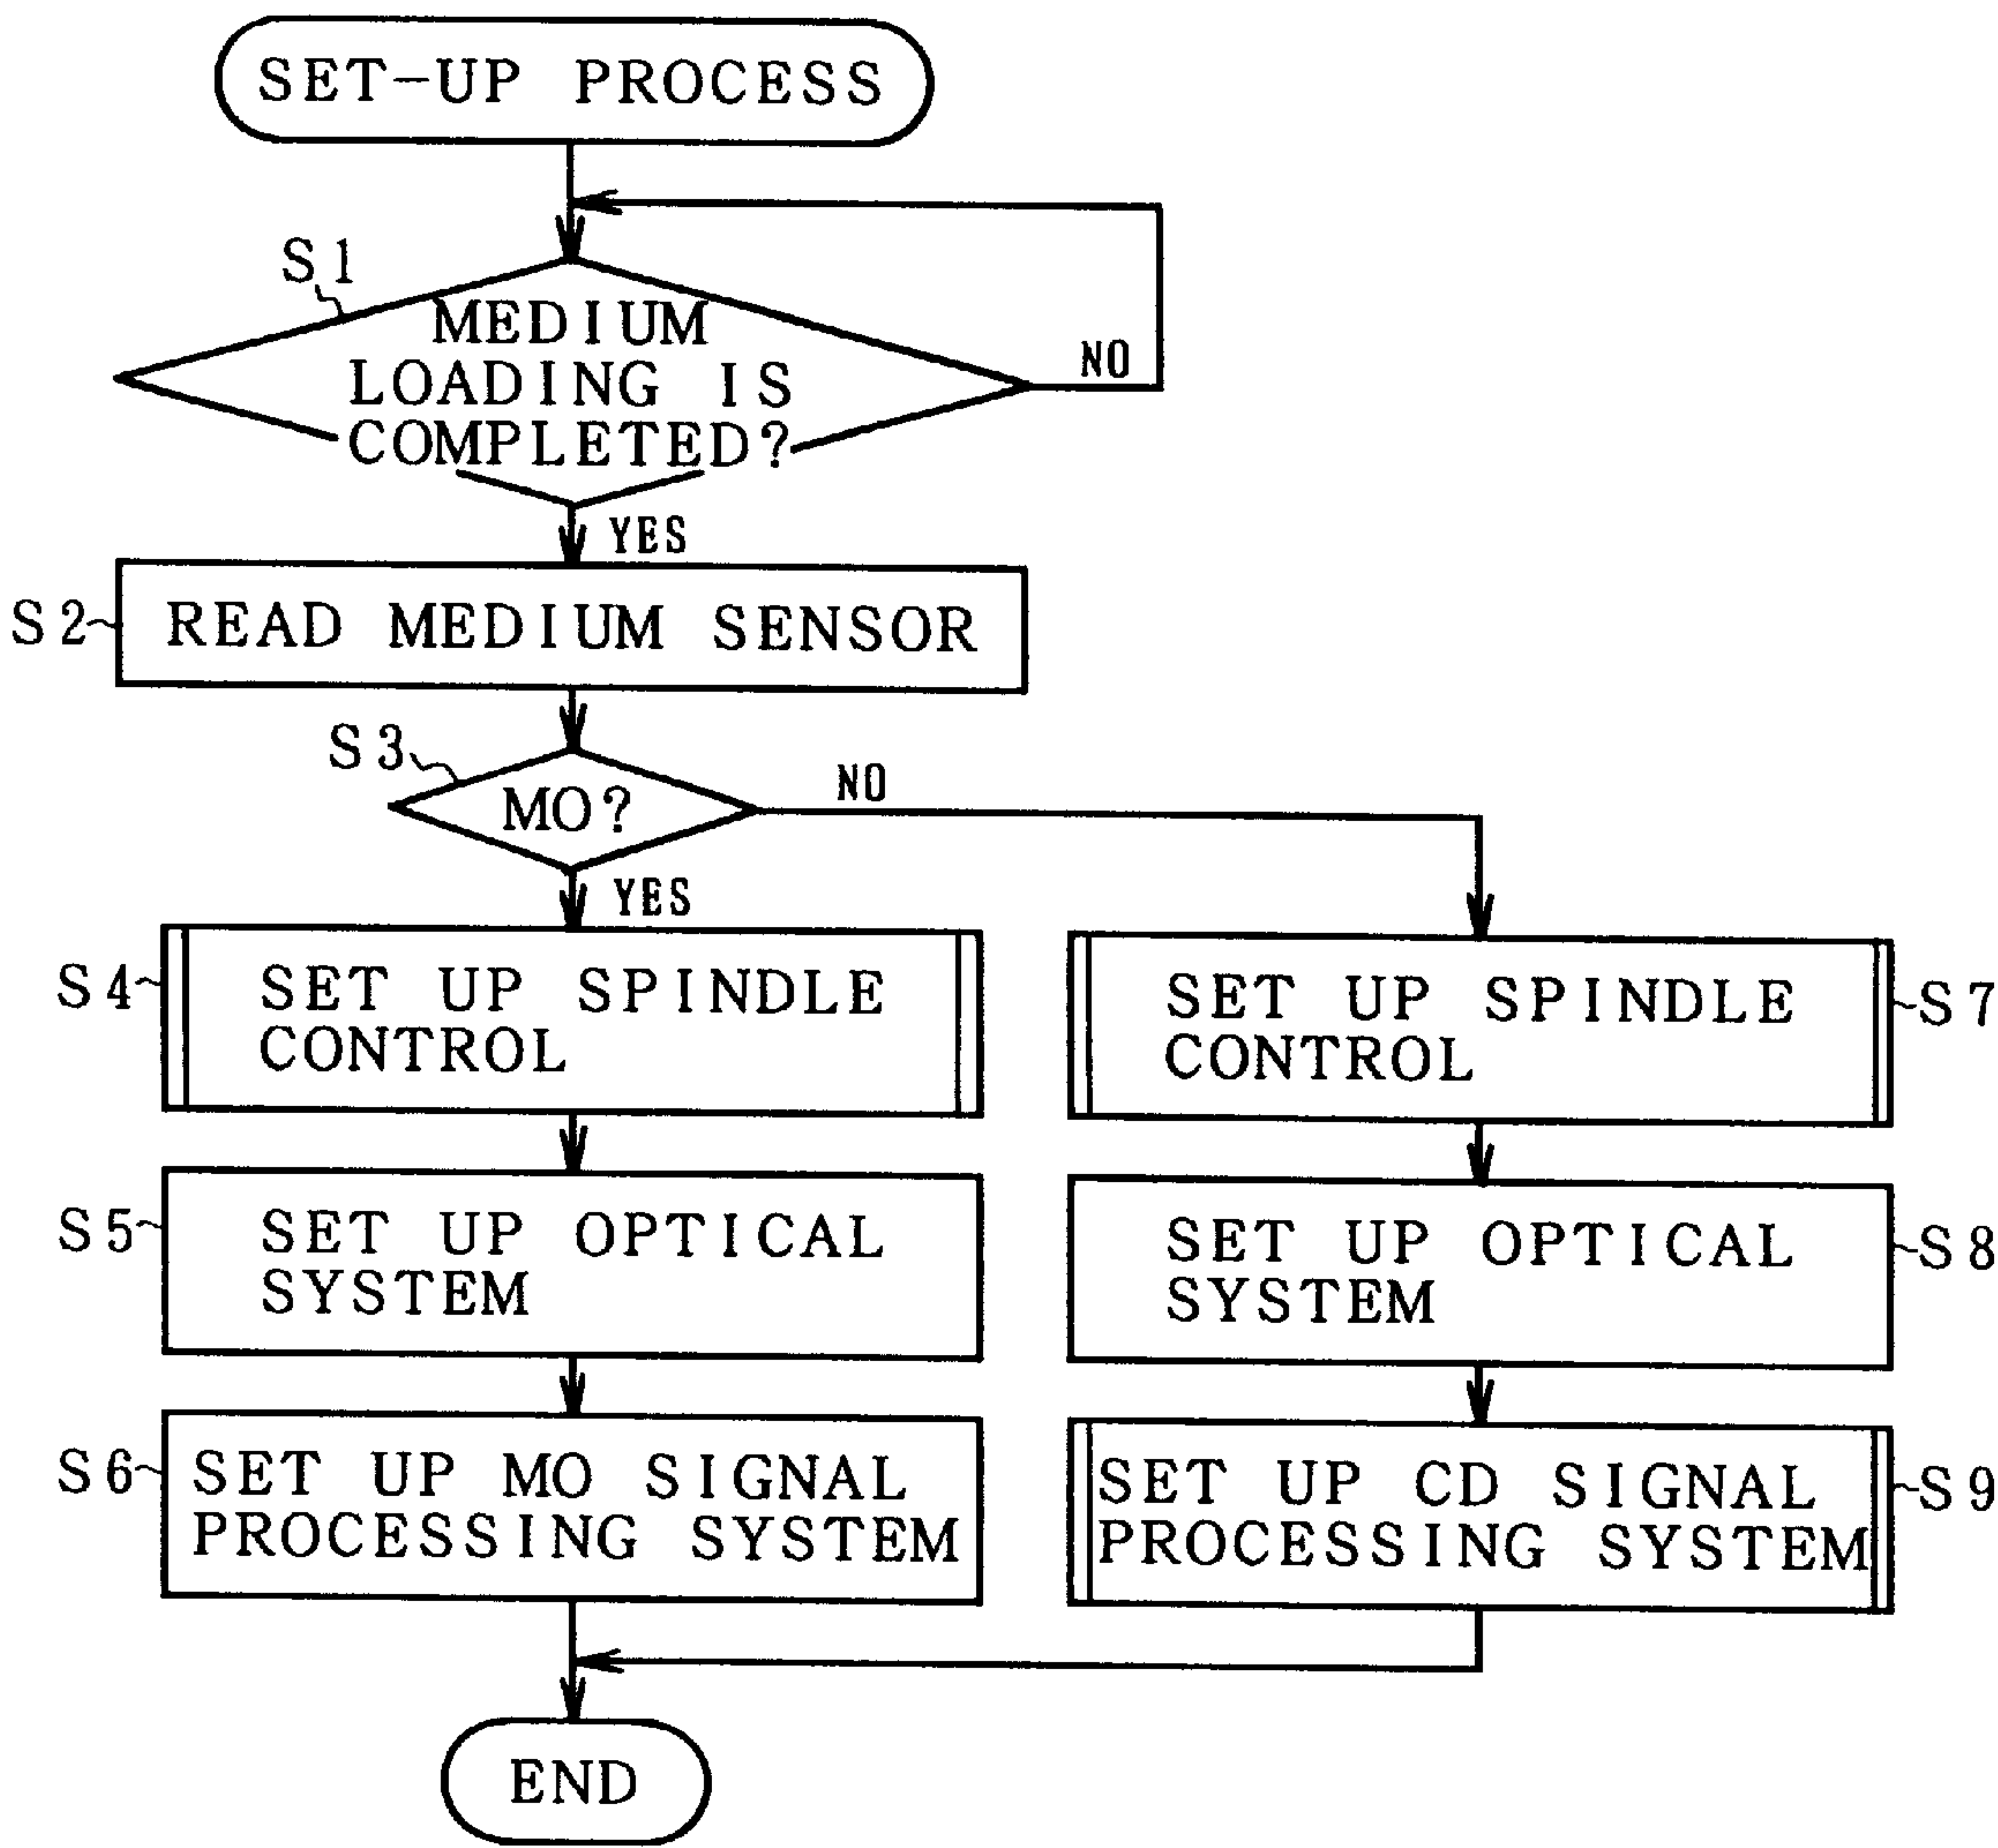 SET-UP PROCESS
S1
MEDIUM
LOADING IS
COMPLETED?
NO
YES
S2
READ MEDIUM SENSOR
S3
MO?
NO
YES
S4
SET UP SPINDLE
CONTROL
S7
SET UP SPINDLE
CONTROL
S5
SET UP OPTICAL
SYSTEM
S8
SET UP OPTICAL
SYSTEM
S6
SET UP MO SIGNAL
PROCESSING SYSTEM
S9
SET UP CD SIGNAL
PROCESSING SYSTEM
END